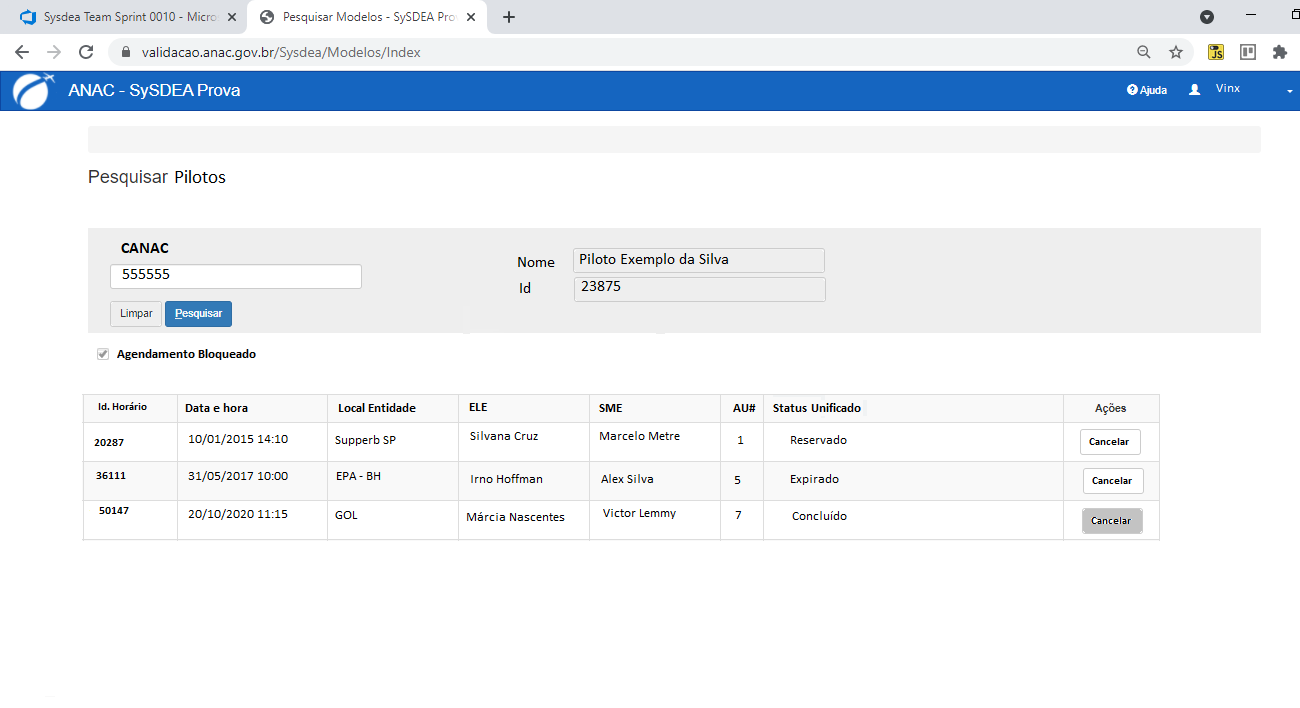 Sysdea Team Sprint 0010 - Micro
Pesquisar Modelos - SySDEA Pro
validacao.anac.gov.br/Sysdea/Modelos/Index
JS
ANAC - SySDEA Prova
Ajuda
Vinx
Pesquisar Pilotos
CANAC
555555
Nome Piloto Exemplo da Silva
Id 23875
Limpar Pesquisar
Agendamento Bloqueado
Id. Horário Data e hora Local Entidade ELE SME AU# Status Unificado Ações
20287 10/01/2015 14:10 Supperb SP Silvana Cruz Marcelo Metre 1 Reservado Cancelar
36111 31/05/2017 10:00 EPA - BH Irno Hoffman Alex Silva 5 Expirado Cancelar
50147 20/10/2020 11:15 GOL Márcia Nascentes Victor Lemmy 7 Concluído Cancelar